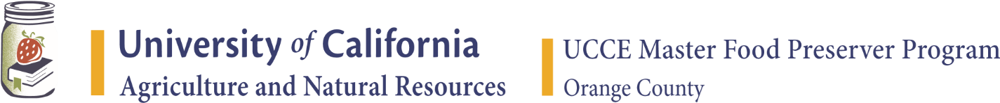 University of California
Agriculture and Natural Resources
UCCE Master Food Preserver Program
Orange County